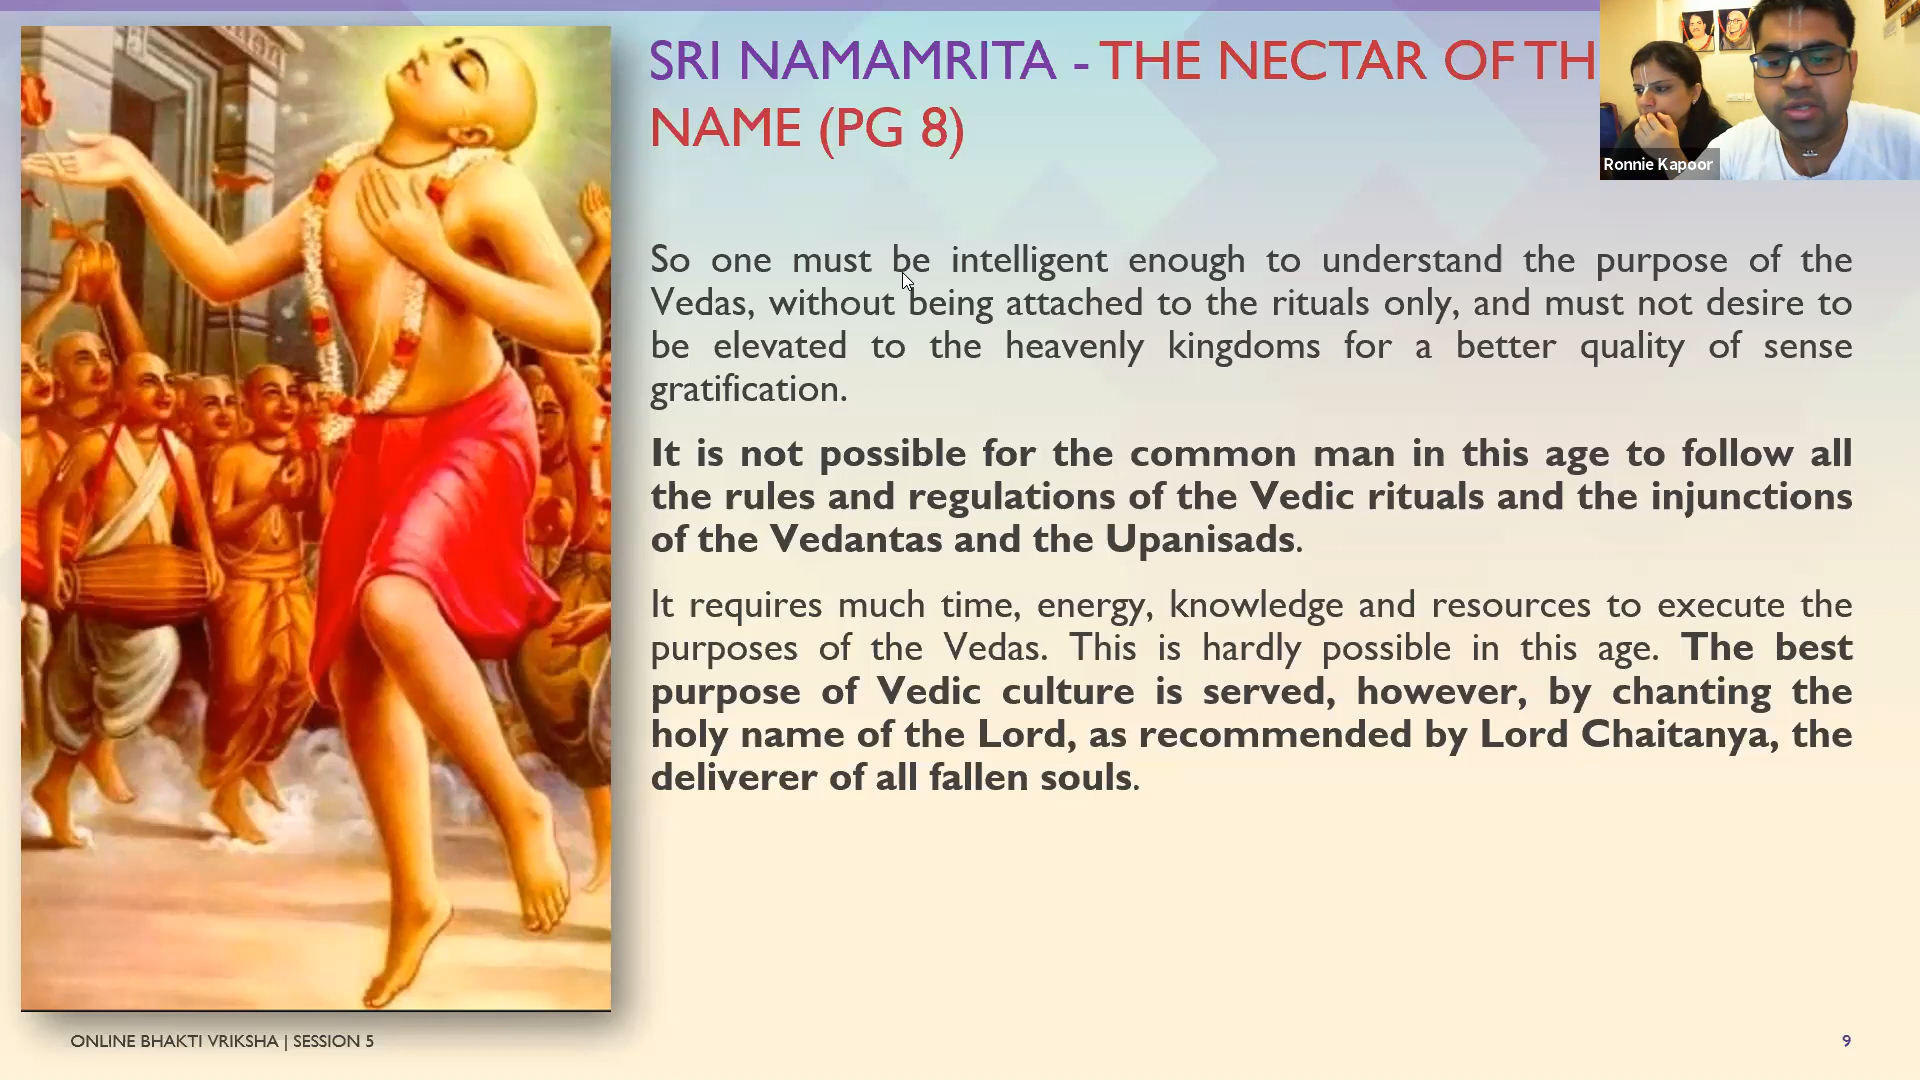 SRI NAMAMRITA - THE NECTAR OF TH
NAME (PG 8)
Ronnie Kapoor
So one must be intelligent enough to understand the purpose of the
Vedas, without being attached to the rituals only, and must not desire to
be elevated to the heavenly kingdoms for a better quality of sense
gratification.
It is not possible for the common man in this age to follow all
the rules and regulations of the Vedic rituals and the injunctions
of the Vedantas and the Upanisads.
It requires much time, energy, knowledge and resources to execute the
purposes of the Vedas. This is hardly possible in this age. The best
purpose of Vedic culture is served, however, by chanting the
holy name of the Lord, as recommended by Lord Chaitanya, the
deliverer of all fallen souls.
ONLINE BHAKTI VRIKSHA | SESSION 5
9